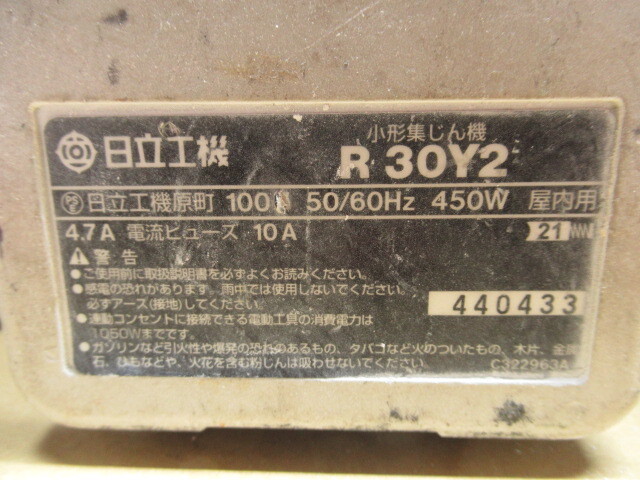 日立工機
小形集じん機
R 30Y2
日立工機原町 100 50/60Hz 450W 屋内用
4.7A 電流ヒューズ 10A
21
警告
●ご使用前に取扱説明書を必ずよくお読みください。
●感電の恐れがあります。雨中では使用しないでください。
必ずアース(接地)してください。
440433
●連動コンセントに接続できる電動工具の消費電力は
1050Wまでです。
●ガソリンなど引火性や爆発の恐れのあるもの、タバコなど火のついたもの、木片、金属
石、ひもなどや、火花を含む粉じんは吸わせないでください。
C322963A